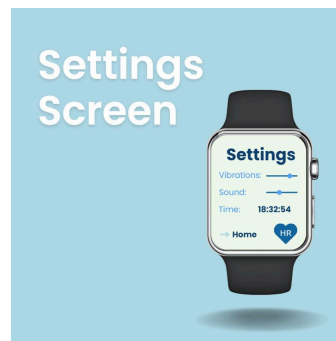 Settings
Screen
Settings
Vibrations:
Sound:
Time: 18:32:54
Home HR